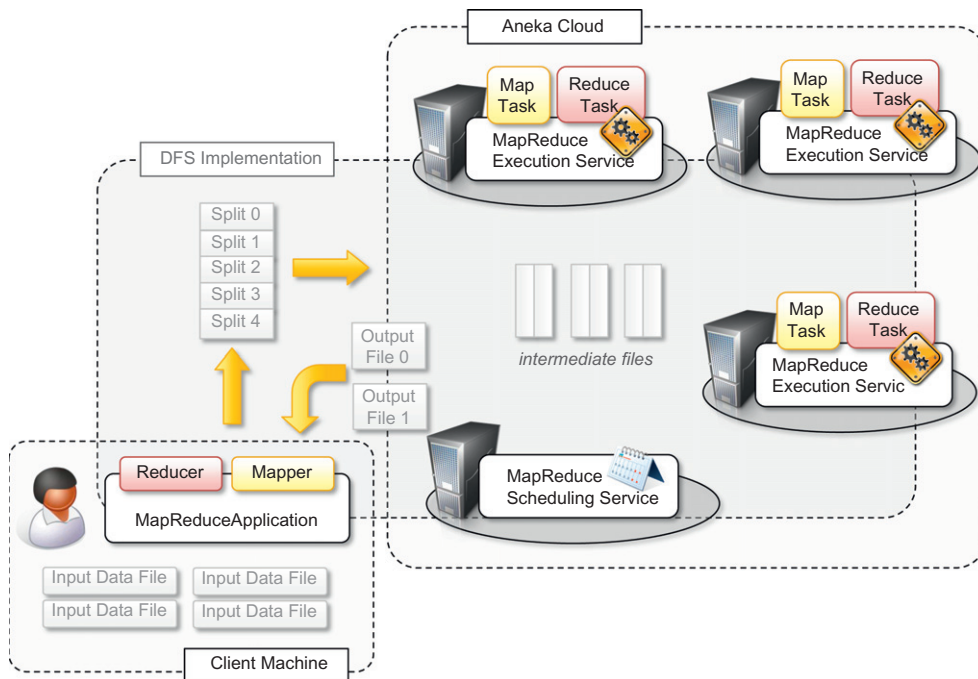 Aneka Cloud
Map
Task
Reduce
Task
MapReduce
Execution Service
Map
Task
Reduce
Task
MapReduce
Execution Service
DFS Implementation
Split 0
Split 1
Split 2
Split 3
Split 4
Output
File 0
Output
File 1
intermediate files
Map
Task
Reduce
Task
MapReduce
Execution Servic
MapReduce
Scheduling Service
Reducer
Mapper
MapReduceApplication
Input Data File
Input Data File
Input Data File
Input Data File
Client Machine